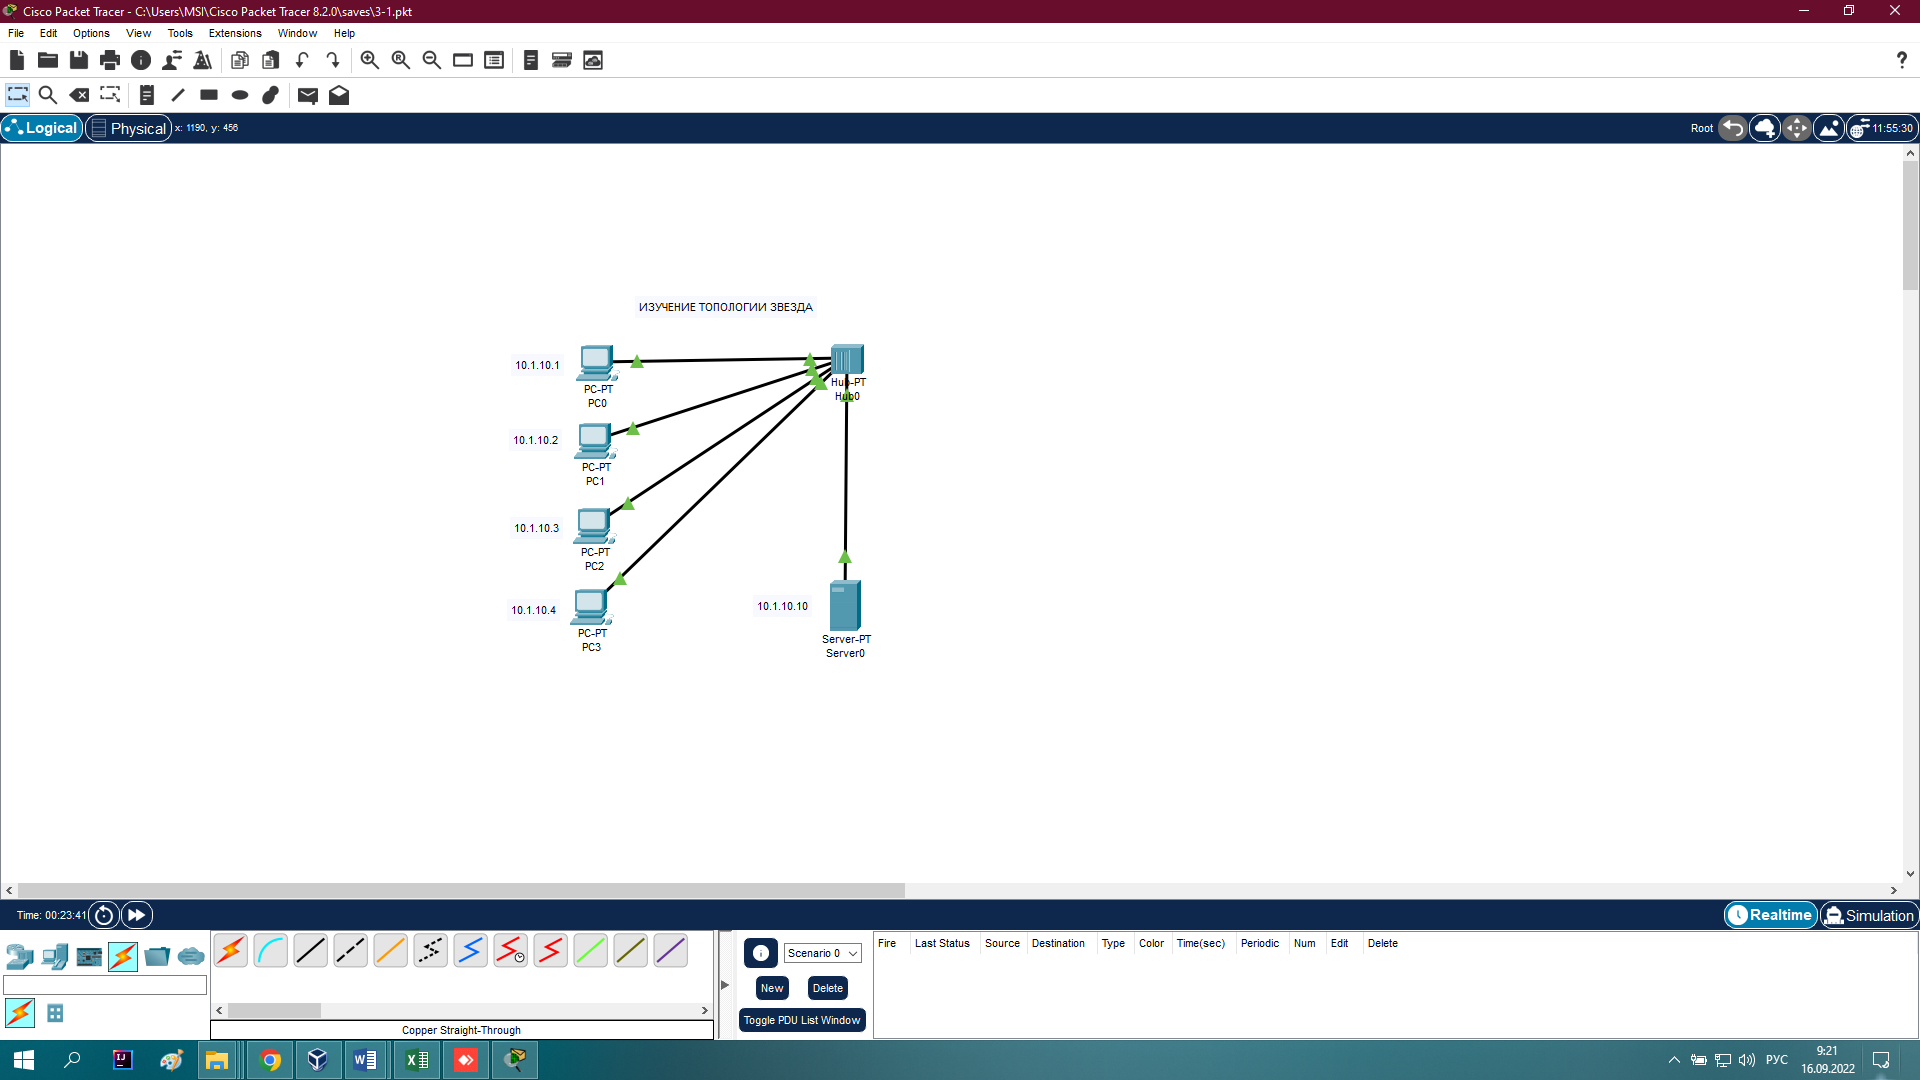 Cisco Packet Tracer - C:\Users\MSI\Cisco Packet Tracer 8.2.0\saves\3-1.pkt
File Edit Options View Tools Extensions Window Help
Logical Physical x: 1190, y: 456 Root 11:55:30
ИЗУЧЕНИЕ ТОПОЛОГИИ ЗВЕЗДА
10.1.10.1
PC-PT
PC0
Hub-PT
Hub0
10.1.10.2
PC-PT
PC1
10.1.10.3
PC-PT
PC2
10.1.10.4
PC-PT
PC3
10.1.10.10
Server-PT
Server0
Time: 00:23:41 Realtime Simulation
Scenario 0
New Delete
Toggle PDU List Window
Fire Last Status Source Destination Type Color Time(sec) Periodic Num Edit Delete
Copper Straight-Through
РУС
9:21
16.09.2022